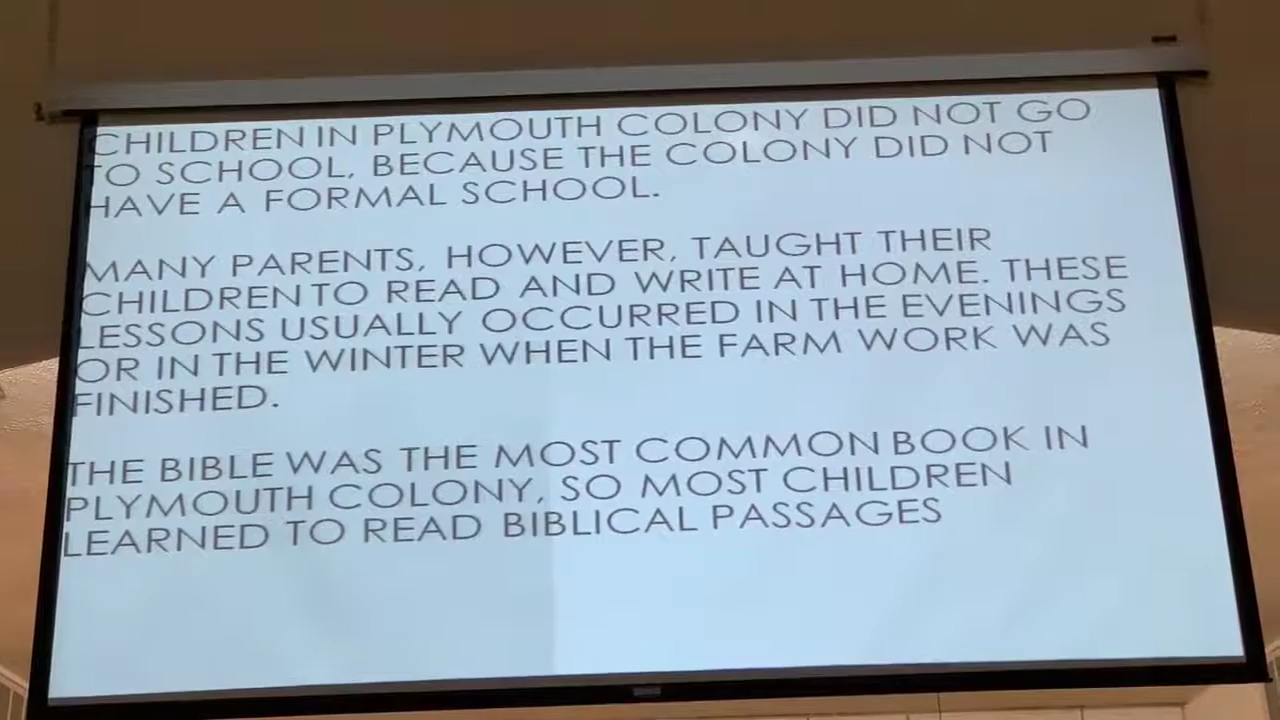 CHILDREN IN PLYMOUTH COLONY DID NOT GO
TO SCHOOL, BECAUSE THE COLONY DID NOT
HAVE A FORMAL SCHOOL.
MANY PARENTS, HOWEVER, TAUGHT THEIR
CHILDREN TO READ AND WRITE AT HOME. THESE
LESSONS USUALLY OCCURRED IN THE EVENINGS
OR IN THE WINTER WHEN THE FARM WORK WAS
FINISHED.
THE BIBLE WAS THE MOST COMMON BOOK IN
PLYMOUTH COLONY, SO MOST CHILDREN
LEARNED TO READ BIBLICAL PASSAGES